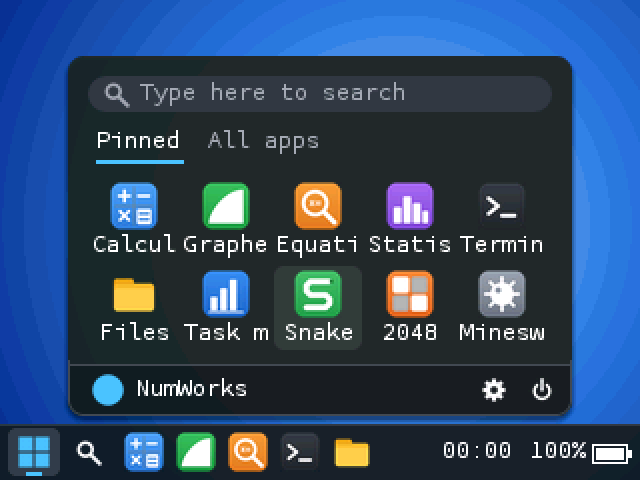 Type here to search
Pinned All apps
Calcul Graphe Equati Statis Termin
Files Task m Snake 2048 Minesw
NumWorks
00:00 100%